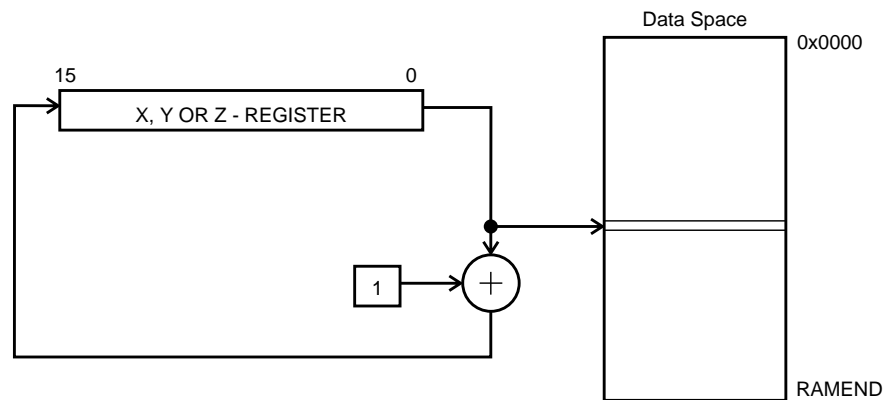 Data Space
0x0000
15
0
X, Y OR Z - REGISTER
1
+
RAMEND